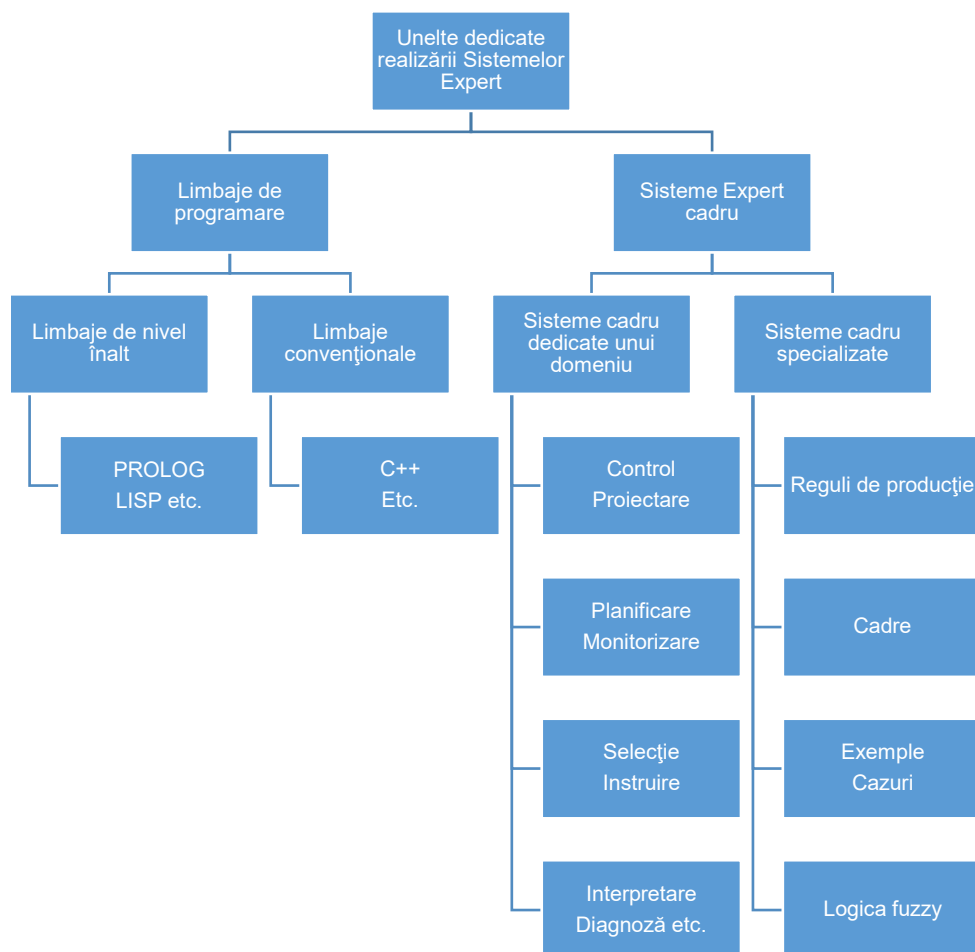 Unelte dedicate
realizării Sistemelor
Expert
Limbaje de
programare
Sisteme Expert
cadru
Limbaje de nivel
înalt
Limbaje
convenţionale
Sisteme cadru
dedicate unui
domeniu
Sisteme cadru
specializate
PROLOG
LISP etc.
C++
Etc.
Control
Proiectare
Reguli de producţie
Planificare
Monitorizare
Cadre
Selecţie
Instruire
Exemple
Cazuri
Interpretare
Diagnoză etc.
Logica fuzzy